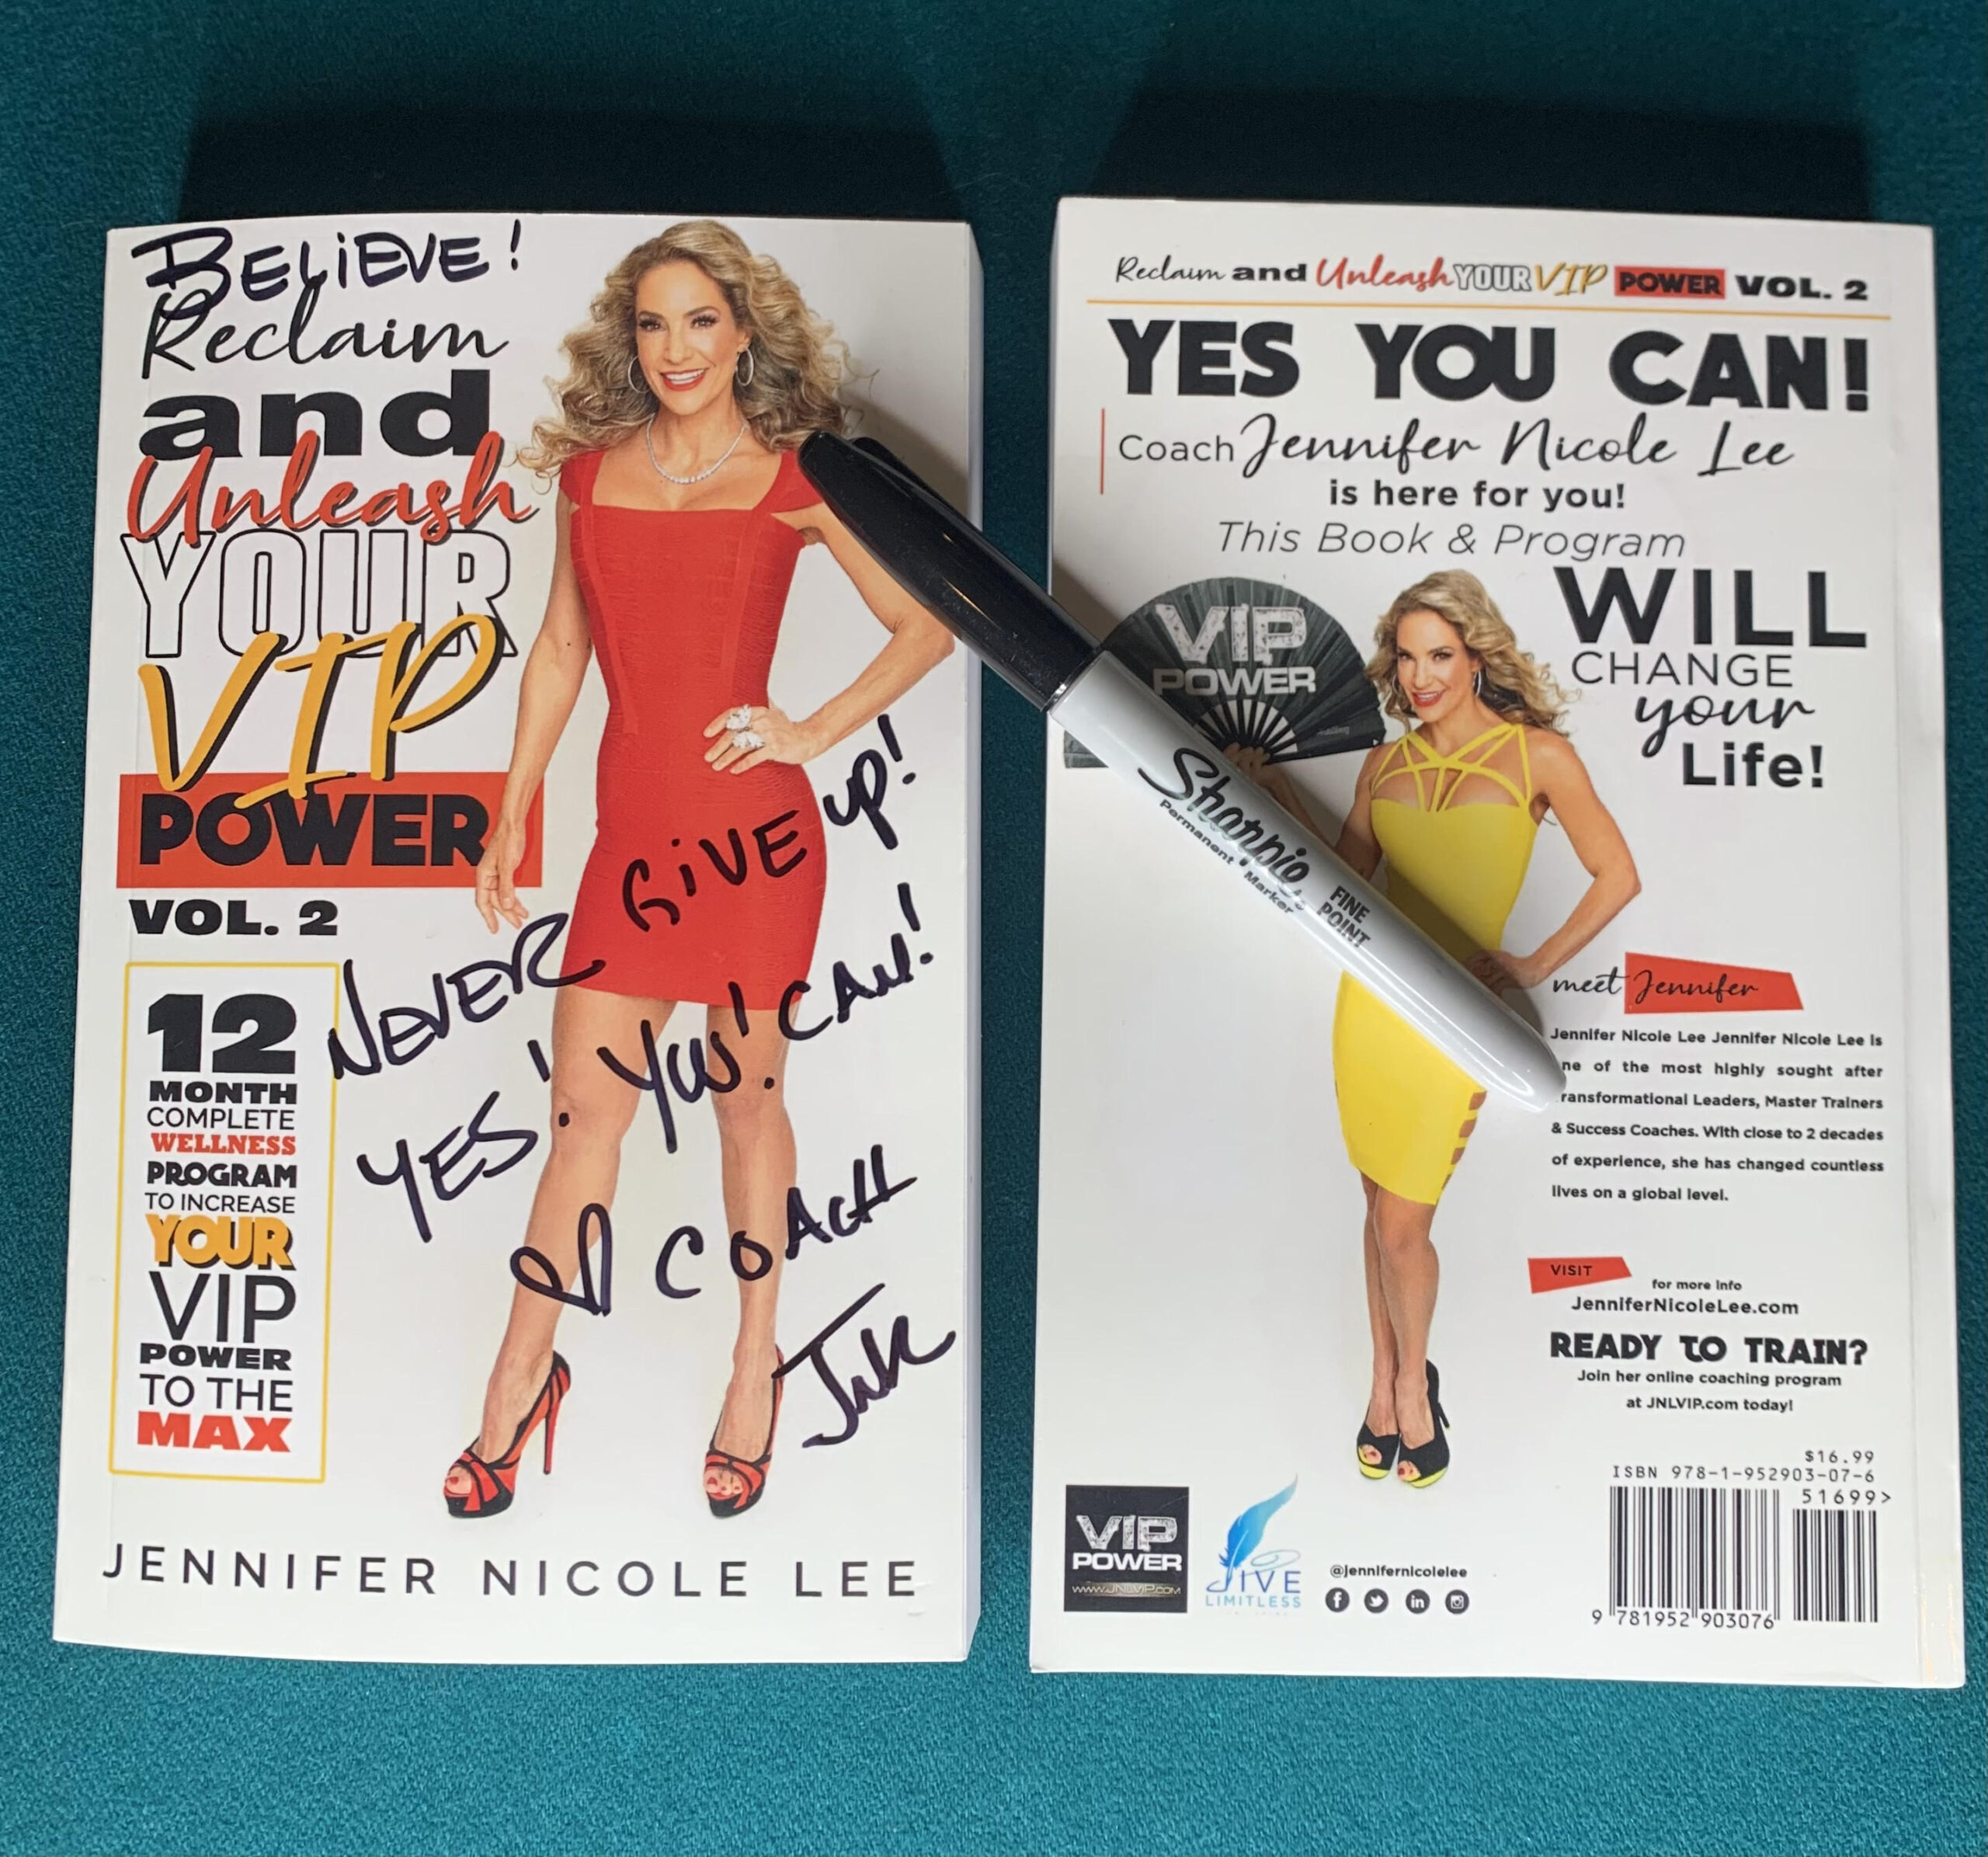 BELiEVE!
Reclaim
and
Unleash
YOUR
VIP
POWER
VOL. 2
12
MONTH
COMPLETE
WELLNESS
PROGRAM
TO INCREASE
YOUR
VIP
POWER
TO THE
MAX
NEVER GiVE UP!
YES! YOU! CAN!
COACH
JNL
JENNIFER NICOLE LEE
Reclaim and Unleash YOUR VIP POWER VOL. 2
YES YOU CAN!
Coach Jennifer Nicole Lee
is here for you!
This Book & Program
WILL
CHANGE
your
Life!
VIP
POWER
Sharpie
Permanent Marker
FINE
POINT
meet Jennifer
Jennifer Nicole Lee Jennifer Nicole Lee is
ne of the most highly sought after
ransformational Leaders, Master Trainers
& Success Coaches. With close to 2 decades
of experience, she has changed countless
lives on a global level.
VISIT
for more info
JenniferNicoleLee.com
READY TO TRAIN?
Join her online coaching program
at JNLVIP.com today!
$16.99
ISBN 978-1-952903-07-6
51699>
9 781952 903076
VIP
POWER
WWW.JNLVIP.COM
JIVE
LIMITLESS
@jennifernicolelee